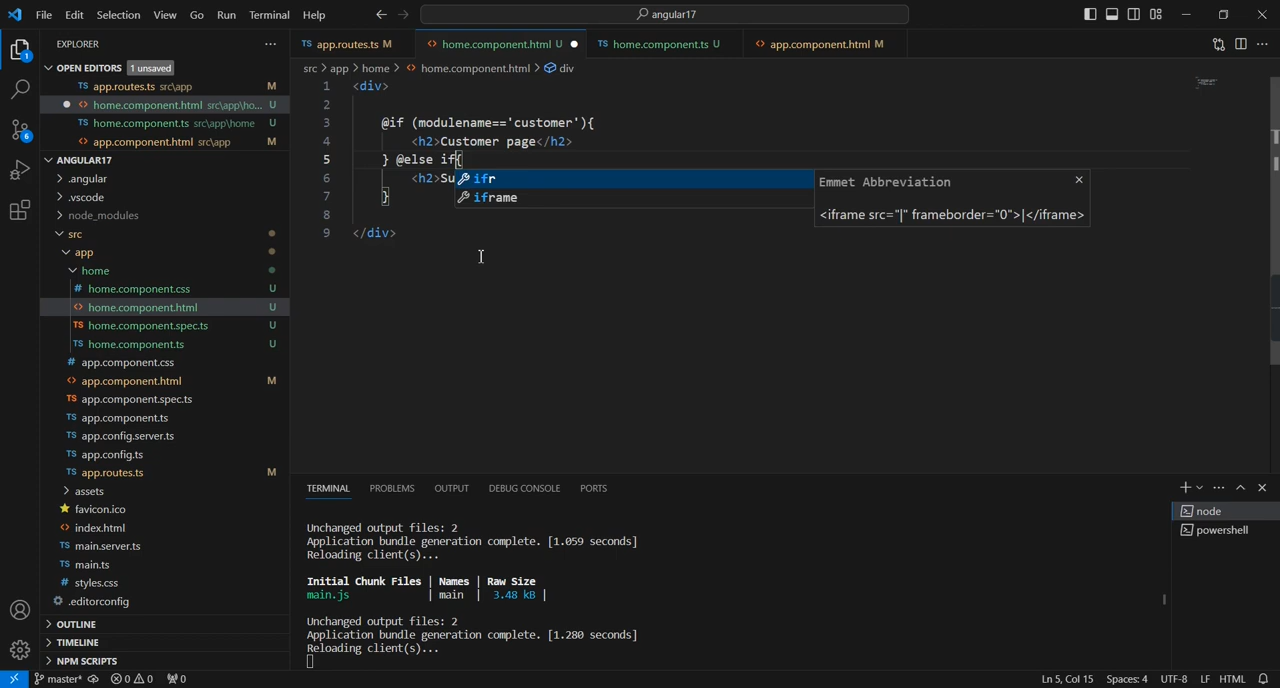 File Edit Selection View Go Run Terminal Help
angular17
EXPLORER
OPEN EDITORS 1 unsaved
TS app.routes.ts src\app M
<> home.component.html src\app\ho... U
TS home.component.ts src\app\home U
<> app.component.html src\app M
ANGULAR17
.angular
.vscode
node_modules
src
app
home
# home.component.css U
<> home.component.html U
TS home.component.spec.ts U
TS home.component.ts U
# app.component.css
<> app.component.html M
TS app.component.spec.ts
TS app.component.ts
TS app.config.server.ts
TS app.config.ts
TS app.routes.ts M
assets
favicon.ico
<> index.html
TS main.server.ts
TS main.ts
# styles.css
.editorconfig
OUTLINE
TIMELINE
NPM SCRIPTS
1
6
TS app.routes.ts M
<> home.component.html U
TS home.component.ts U
<> app.component.html M
src > app > home > <> home.component.html > div
1 <div>
2
3 @if (modulename=='customer'){
4 <h2>Customer page</h2>
5 } @else if{
6 <h2>Su
7 }
8
9 </div>
ifr
iframe
Emmet Abbreviation
<iframe src="|" frameborder="0">|</iframe>
TERMINAL PROBLEMS OUTPUT DEBUG CONSOLE PORTS
Unchanged output files: 2
Application bundle generation complete. [1.059 seconds]
Reloading client(s)...
Initial Chunk Files | Names | Raw Size
main.js | main | 3.48 kB |
Unchanged output files: 2
Application bundle generation complete. [1.280 seconds]
Reloading client(s)...
node
powershell
master* 0 0 0 Ln 5, Col 15 Spaces: 4 UTF-8 LF HTML